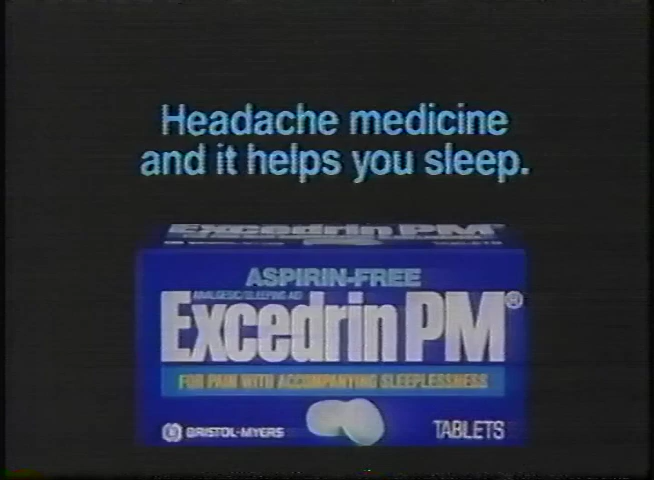 Headache medicine
and it helps you sleep.
Excedrin PM
TABLETS
ASPIRIN-FREE
ANALGESIC/SLEEPING AID
Excedrin PM®
FOR PAIN WITH ACCOMPANYING SLEEPLESSNESS
BRISTOL-MYERS
TABLETS